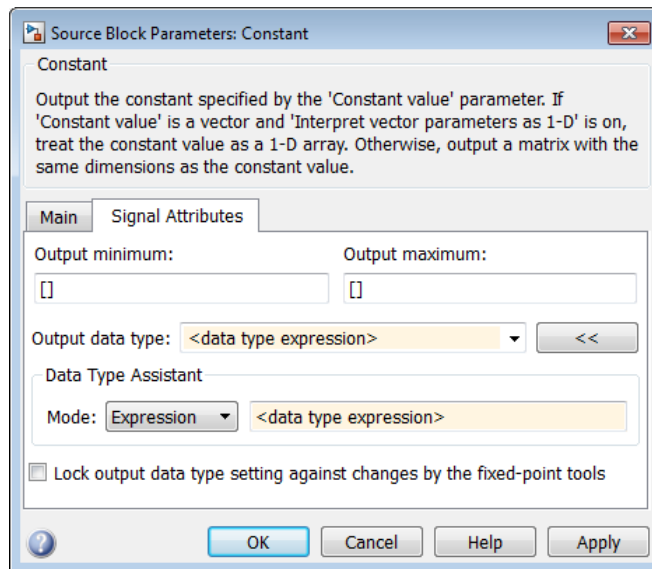 Source Block Parameters: Constant
Constant
Output the constant specified by the 'Constant value' parameter. If
'Constant value' is a vector and 'Interpret vector parameters as 1-D' is on,
treat the constant value as a 1-D array. Otherwise, output a matrix with the
same dimensions as the constant value.
Main Signal Attributes
Output minimum: Output maximum:
[] []
Output data type: <data type expression> <<
Data Type Assistant
Mode: Expression <data type expression>
Lock output data type setting against changes by the fixed-point tools
? OK Cancel Help Apply